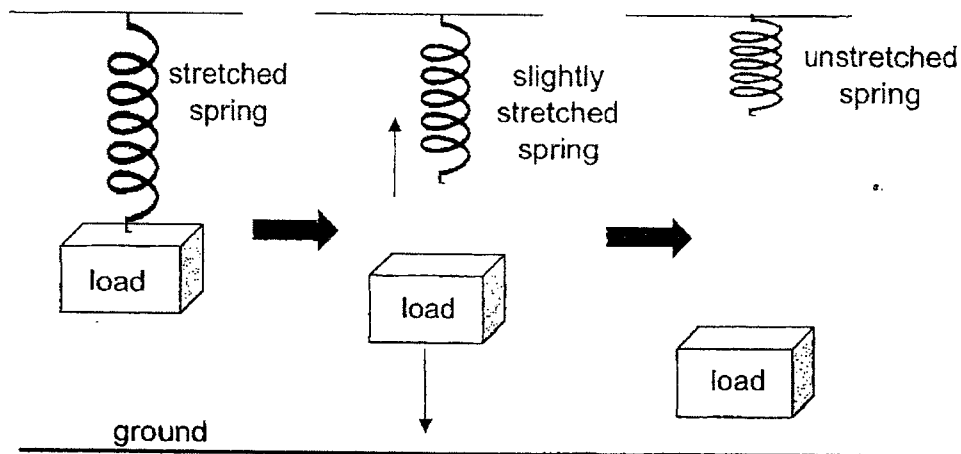 stretched
spring
slightly
stretched
spring
unstretched
spring
load
load
load
ground